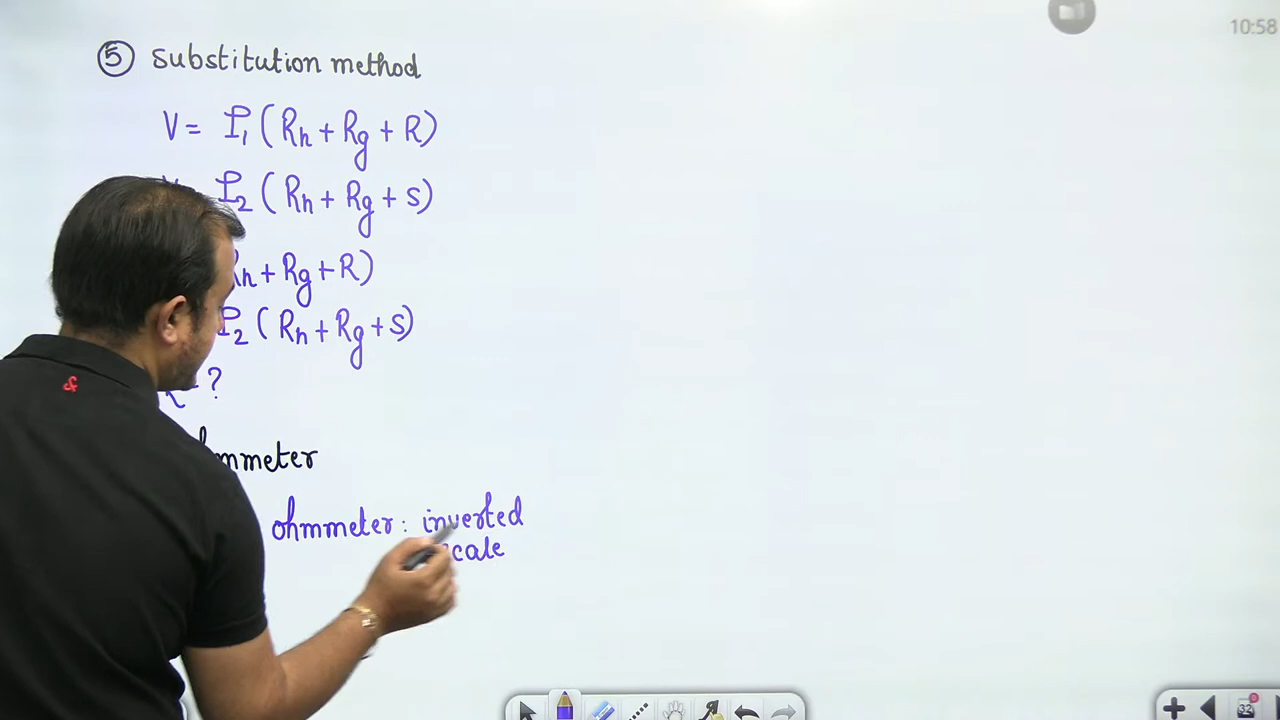 10:58
⑤ Substitution method
V = I₁ (Rh + Rg + R)
I₂ (Rh + Rg + S)
Rh + Rg + R)
I₂ (Rh + Rg + S)
?
ohmmeter: inverted
scale
32